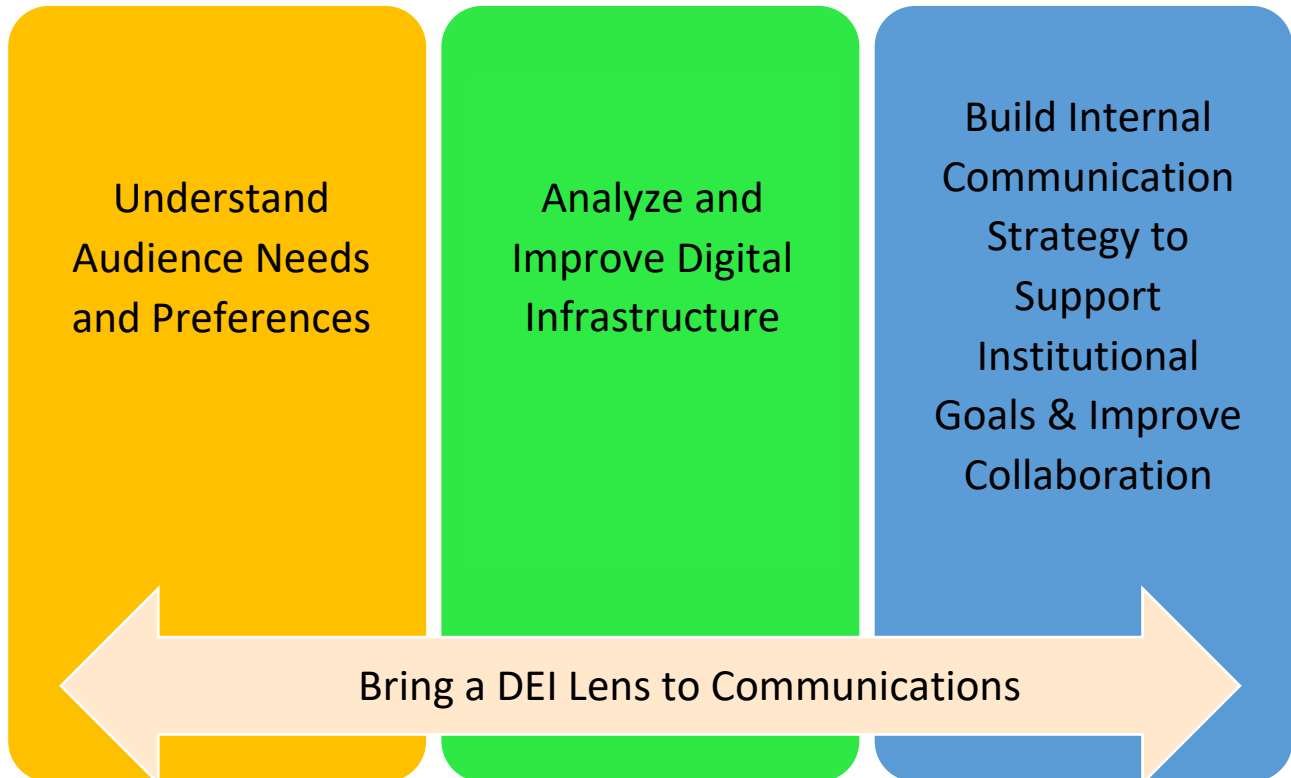 Understand
Audience Needs
and Preferences
Analyze and
Improve Digital
Infrastructure
Build Internal
Communication
Strategy to
Support
Institutional
Goals & Improve
Collaboration
Bring a DEI Lens to Communications